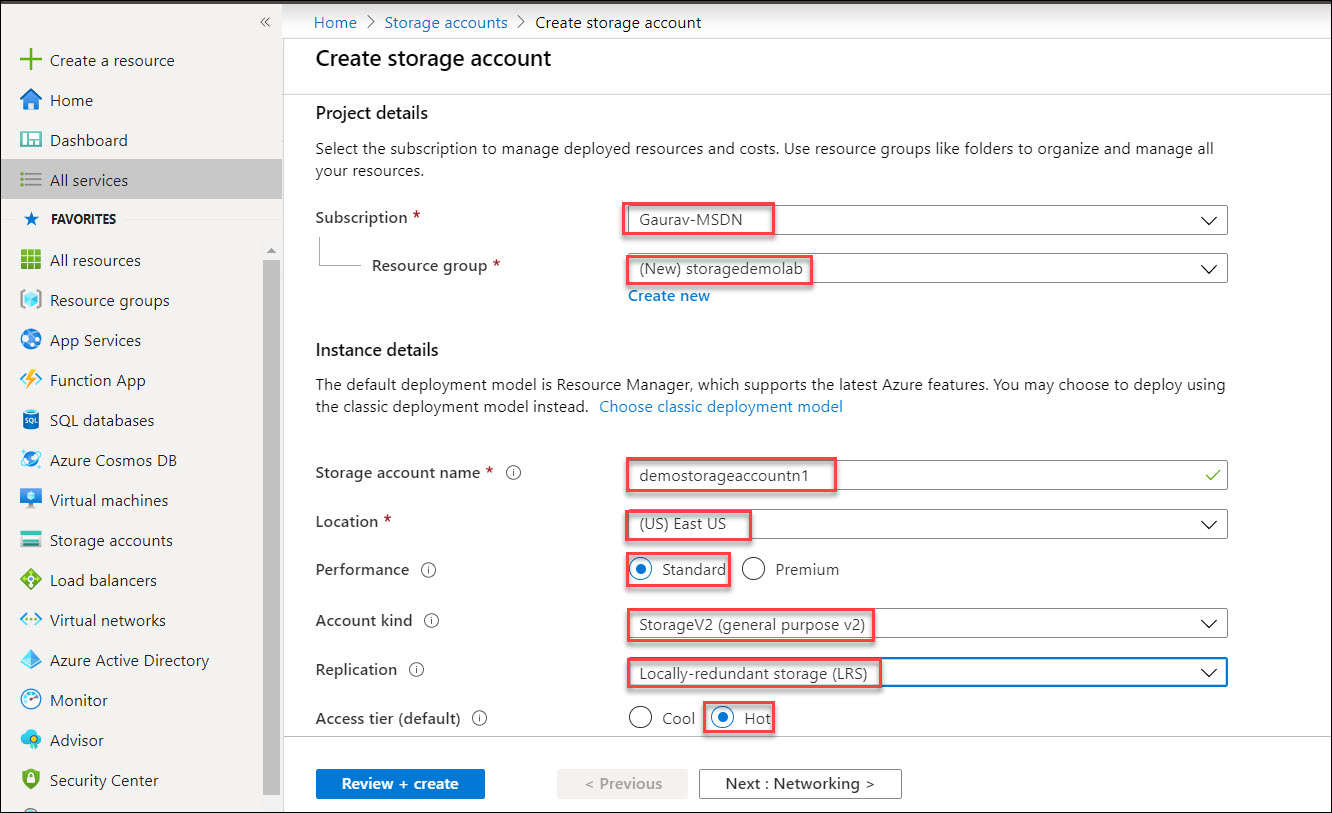 «
Create a resource
Home
Dashboard
All services
FAVORITES
All resources
Resource groups
App Services
Function App
SQL databases
Azure Cosmos DB
Virtual machines
Storage accounts
Load balancers
Virtual networks
Azure Active Directory
Monitor
Advisor
Security Center
Home > Storage accounts > Create storage account
Create storage account
Project details
Select the subscription to manage deployed resources and costs. Use resource groups like folders to organize and manage all
your resources.
Subscription * Gaurav-MSDN
Resource group * (New) storagedemolab
Create new
Instance details
The default deployment model is Resource Manager, which supports the latest Azure features. You may choose to deploy using
the classic deployment model instead. Choose classic deployment model
Storage account name * demostorageaccountn1
Location * (US) East US
Performance Standard Premium
Account kind StorageV2 (general purpose v2)
Replication Locally-redundant storage (LRS)
Access tier (default) Cool Hot
Review + create < Previous Next : Networking >